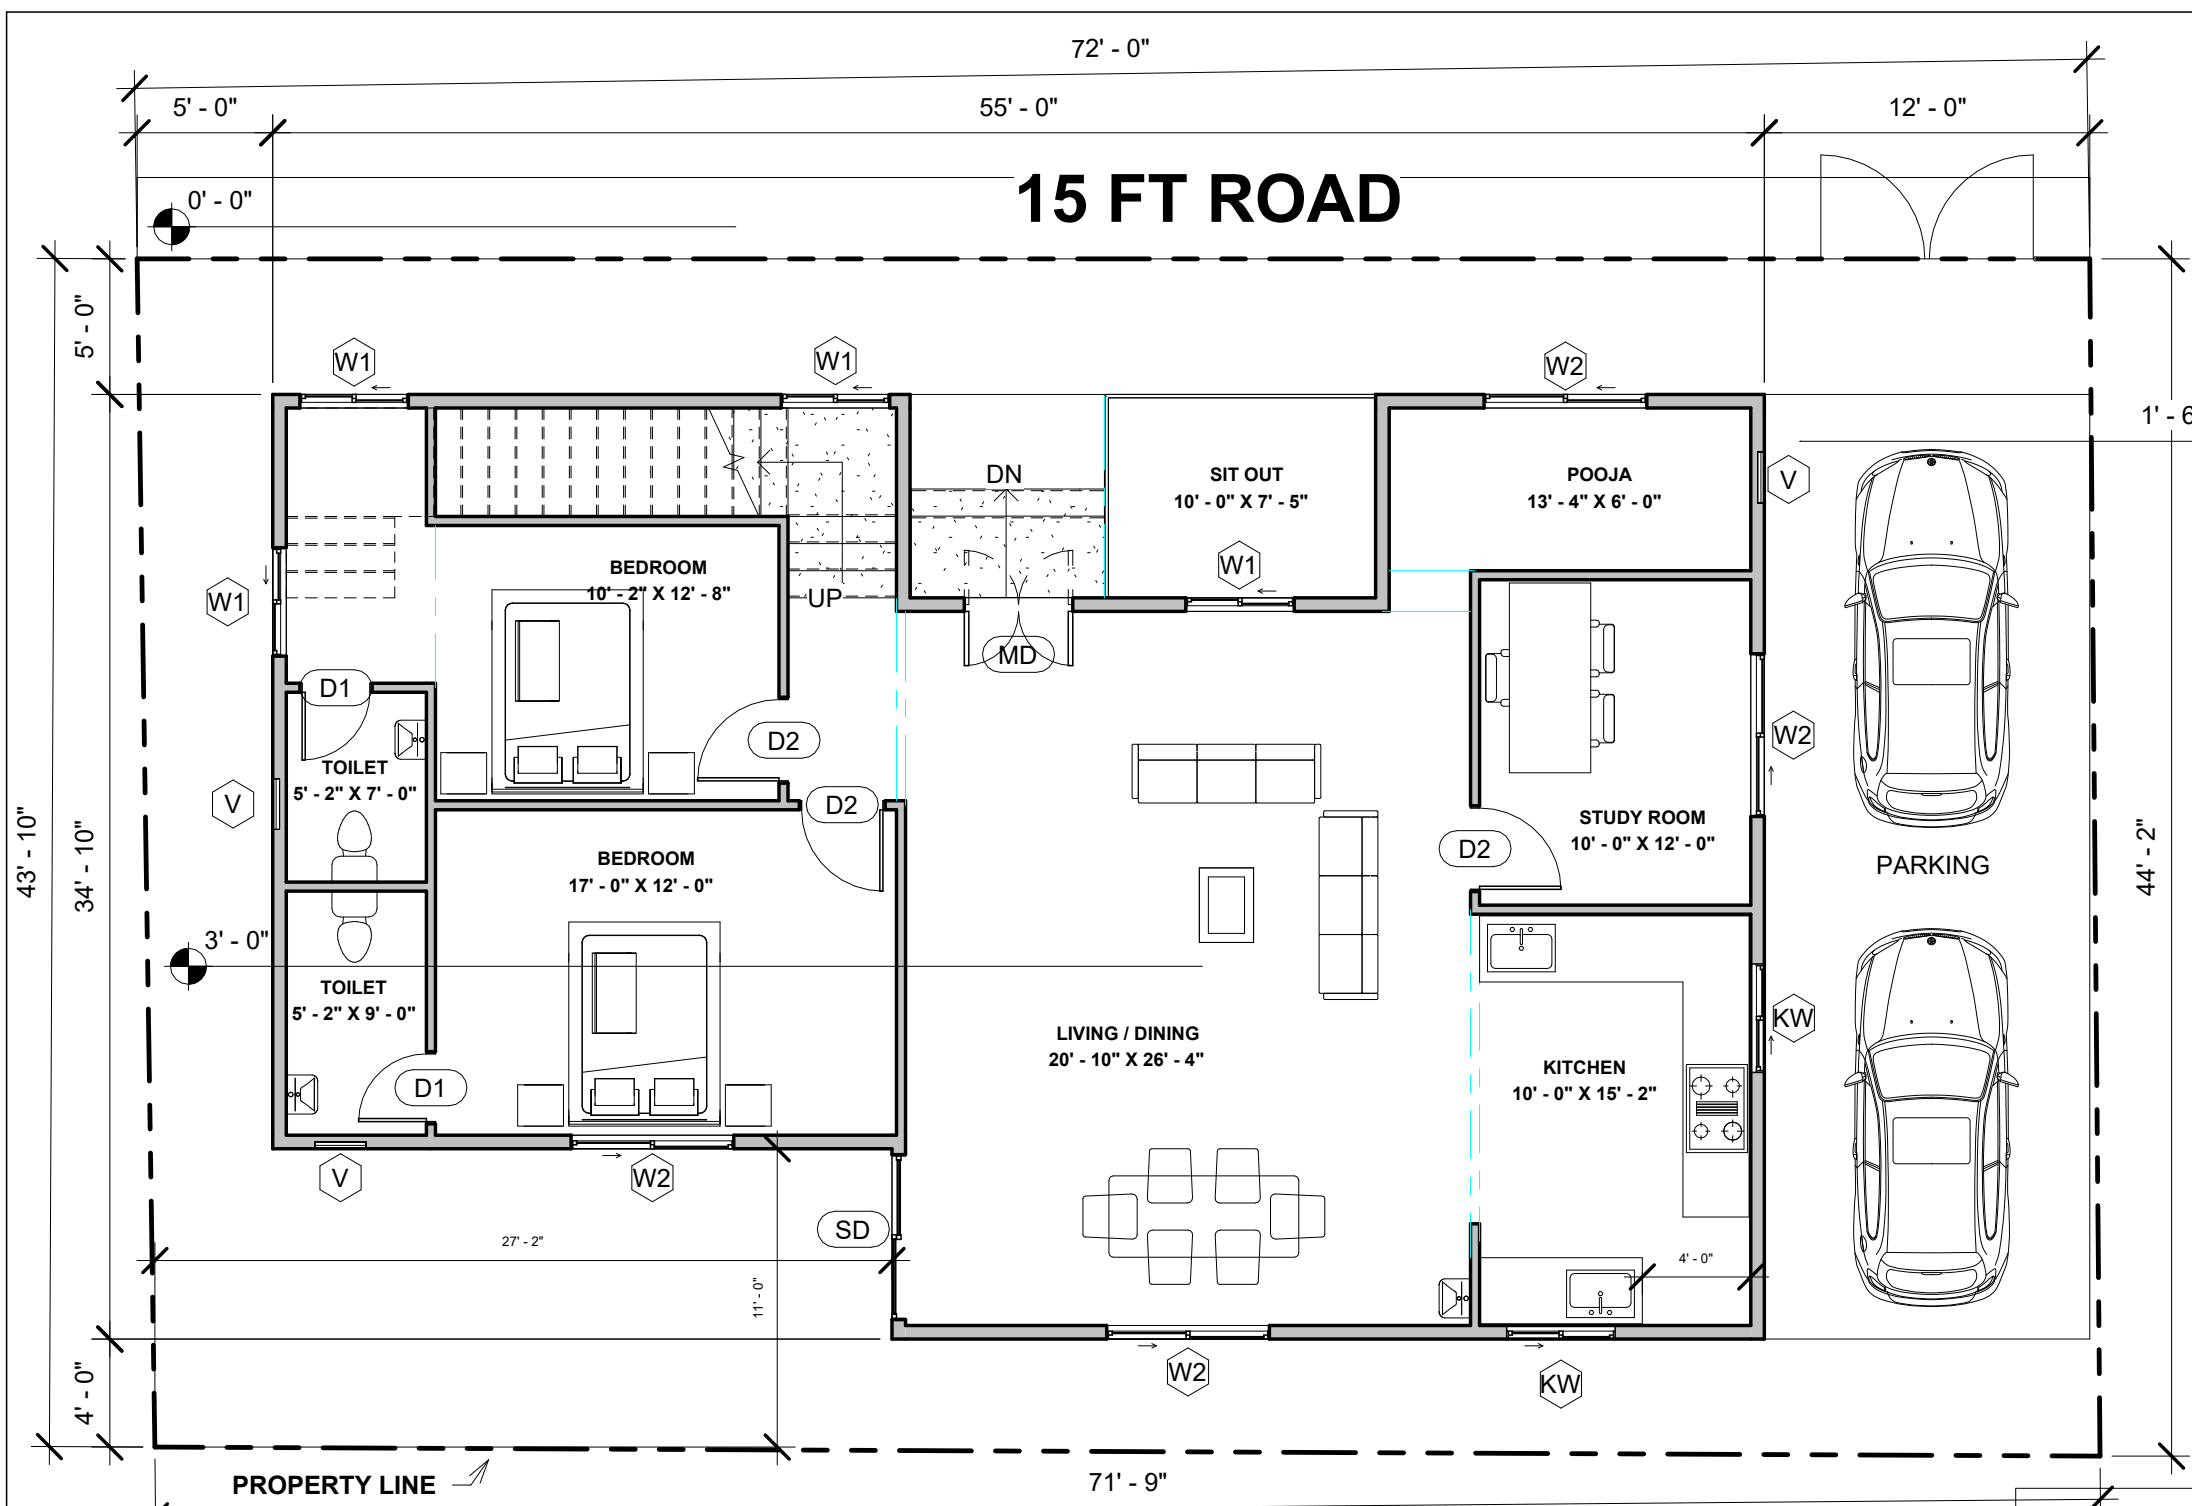 72' - 0"
5' - 0"
55' - 0"
12' - 0"
15 FT ROAD
0' - 0"
5' - 0"
W1
W1
W2
1' - 6
DN
SIT OUT
10' - 0" X 7' - 5"
POOJA
13' - 4" X 6' - 0"
V
BEDROOM
10' - 2" X 12' - 8"
W1
W1
UP
MD
D1
D2
W2
TOILET
5' - 2" X 7' - 0"
V
D2
STUDY ROOM
10' - 0" X 12' - 0"
D2
43' - 10"
34' - 10"
BEDROOM
17' - 0" X 12' - 0"
PARKING
44' - 2"
3' - 0"
TOILET
5' - 2" X 9' - 0"
LIVING / DINING
20' - 10" X 26' - 4"
KW
KITCHEN
10' - 0" X 15' - 2"
D1
V
W2
SD
27' - 2"
11' - 0"
4' - 0"
W2
KW
4' - 0"
PROPERTY LINE
71' - 9"